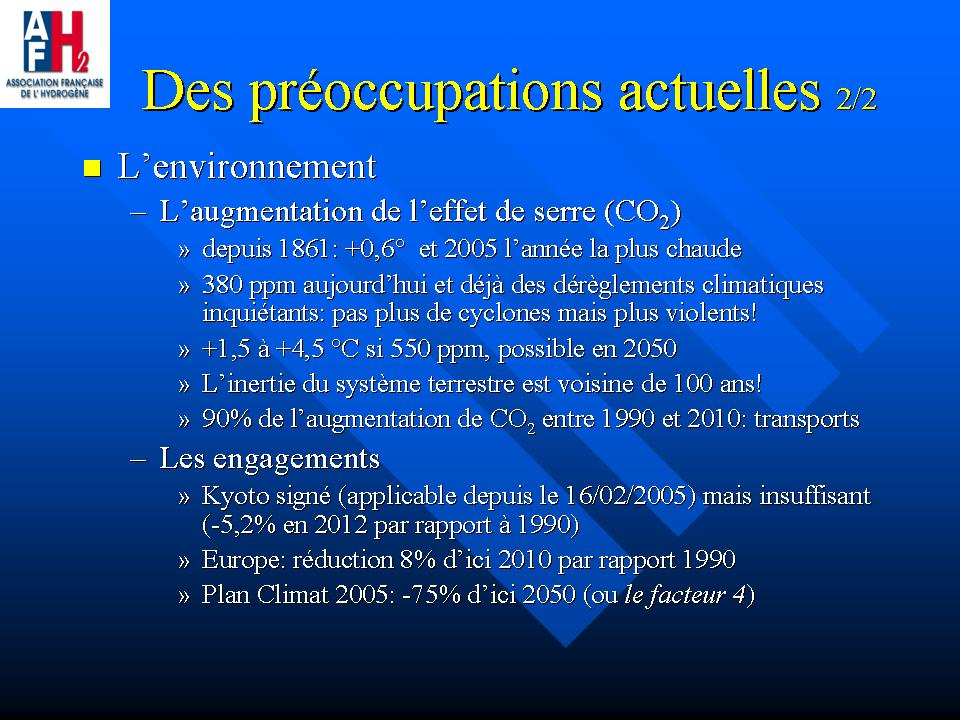 AFH2
ASSOCIATION FRANÇAISE
DE L'HYDROGÈNE
Des préoccupations actuelles 2/2
■ L’environnement
– L’augmentation de l’effet de serre (CO₂)
» depuis 1861: +0,6° et 2005 l’année la plus chaude
» 380 ppm aujourd’hui et déjà des dérèglements climatiques
inquiétants: pas plus de cyclones mais plus violents!
» +1,5 à +4,5 °C si 550 ppm, possible en 2050
» L’inertie du système terrestre est voisine de 100 ans!
» 90% de l’augmentation de CO₂ entre 1990 et 2010: transports
– Les engagements
» Kyoto signé (applicable depuis le 16/02/2005) mais insuffisant
(-5,2% en 2012 par rapport à 1990)
» Europe: réduction 8% d’ici 2010 par rapport 1990
» Plan Climat 2005: -75% d’ici 2050 (ou le facteur 4)